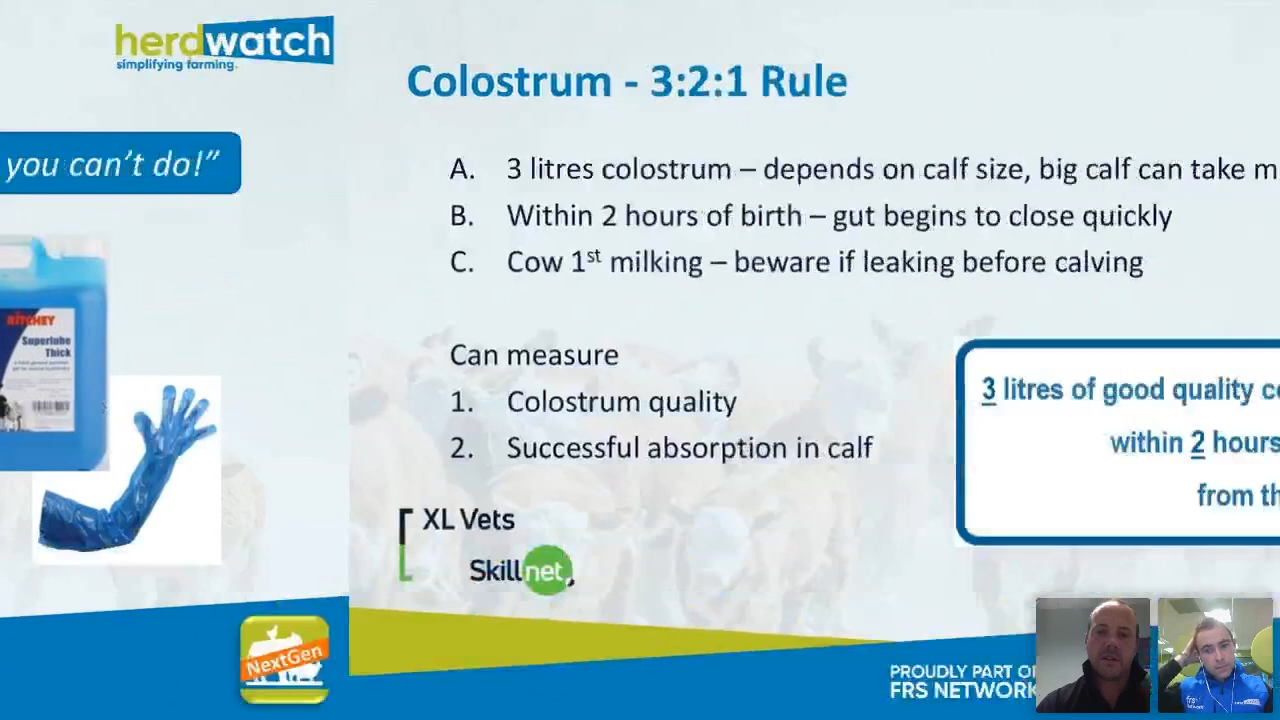 herdwatch
simplifying farming.
you can't do!"
RITCHEY
Superlube
Thick
NextGen
Colostrum - 3:2:1 Rule
A. 3 litres colostrum – depends on calf size, big calf can take m
B. Within 2 hours of birth – gut begins to close quickly
C. Cow 1st milking – beware if leaking before calving
Can measure
1. Colostrum quality
2. Successful absorption in calf
3 litres of good quality co
within 2 hours
from th
XL Vets
Skillnet
PROUDLY PART O
FRS NETWORK
frs